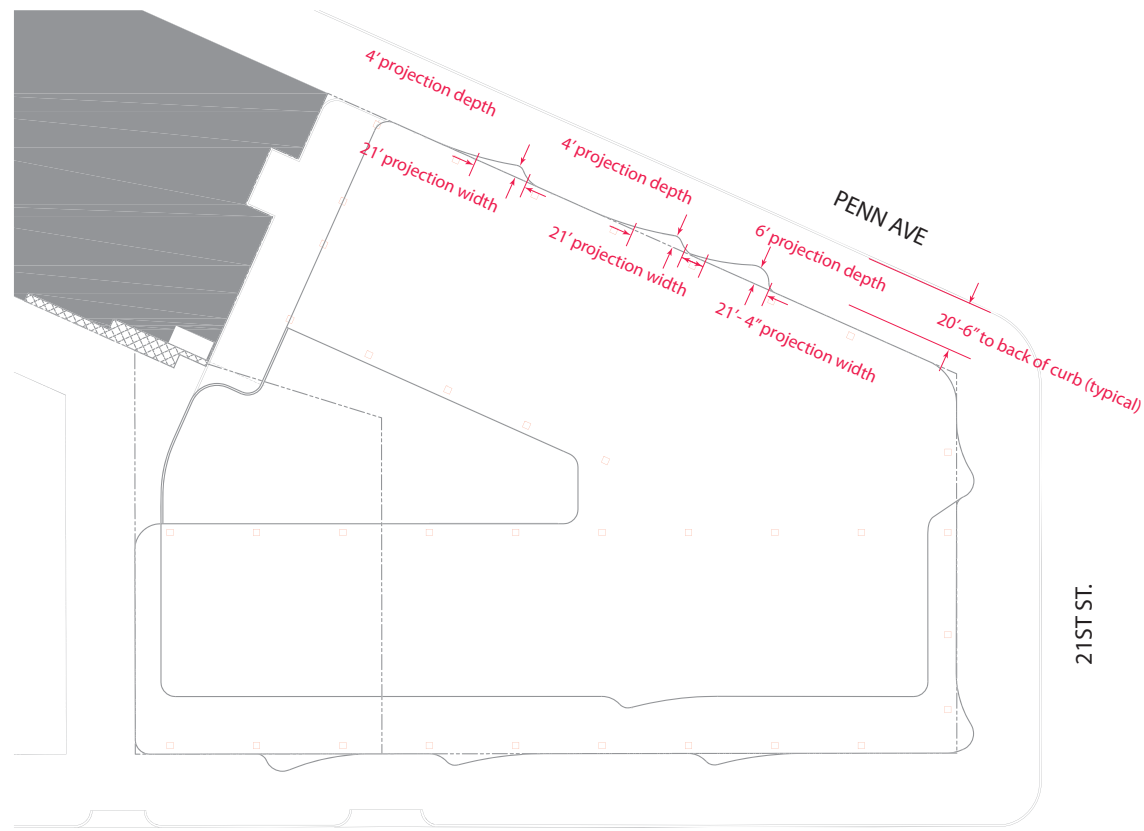 4’ projection depth
21’ projection width
4’ projection depth
21’ projection width
PENN AVE
6’ projection depth
21’- 4” projection width
20’-6” to back of curb (typical)
21ST ST.